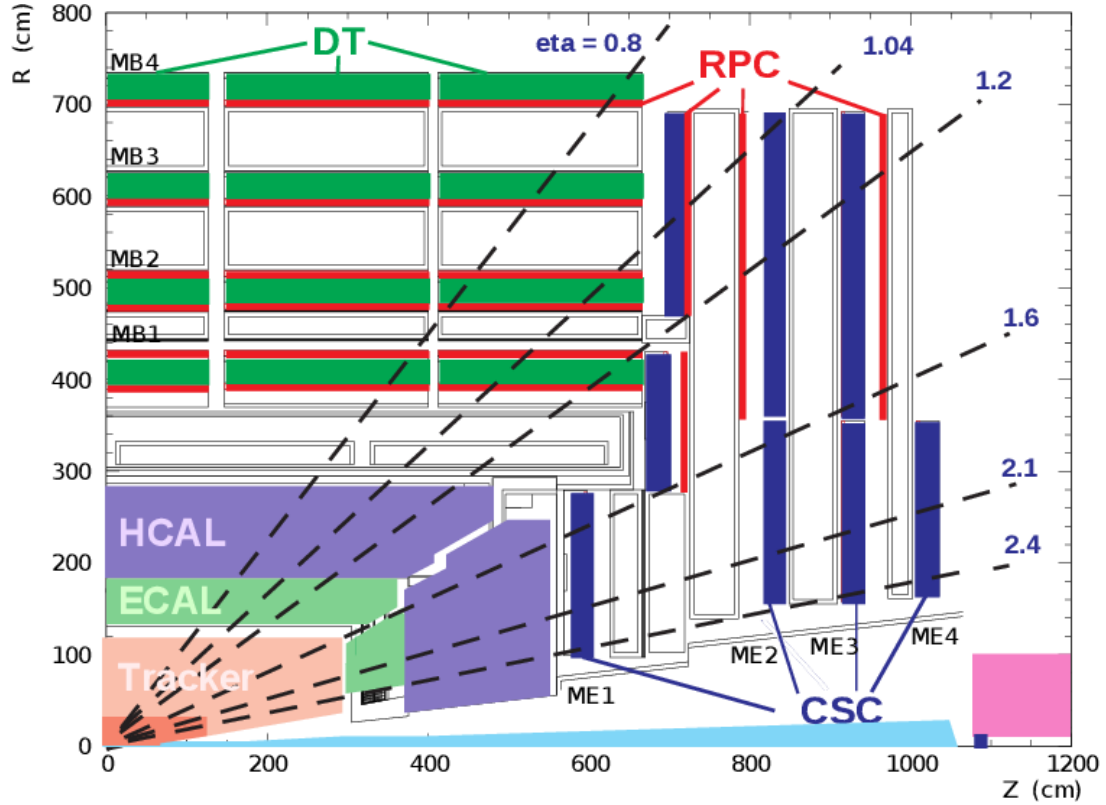 R (cm)
800
700
600
500
400
300
200
100
0
0
200
400
600
800
1000
1200
Z (cm)
DT
eta = 0.8
1.04
1.2
1.6
2.1
2.4
RPC
MB4
MB3
MB2
MB1
HCAL
ECAL
Tracker
ME1
ME2
ME3
ME4
CSC